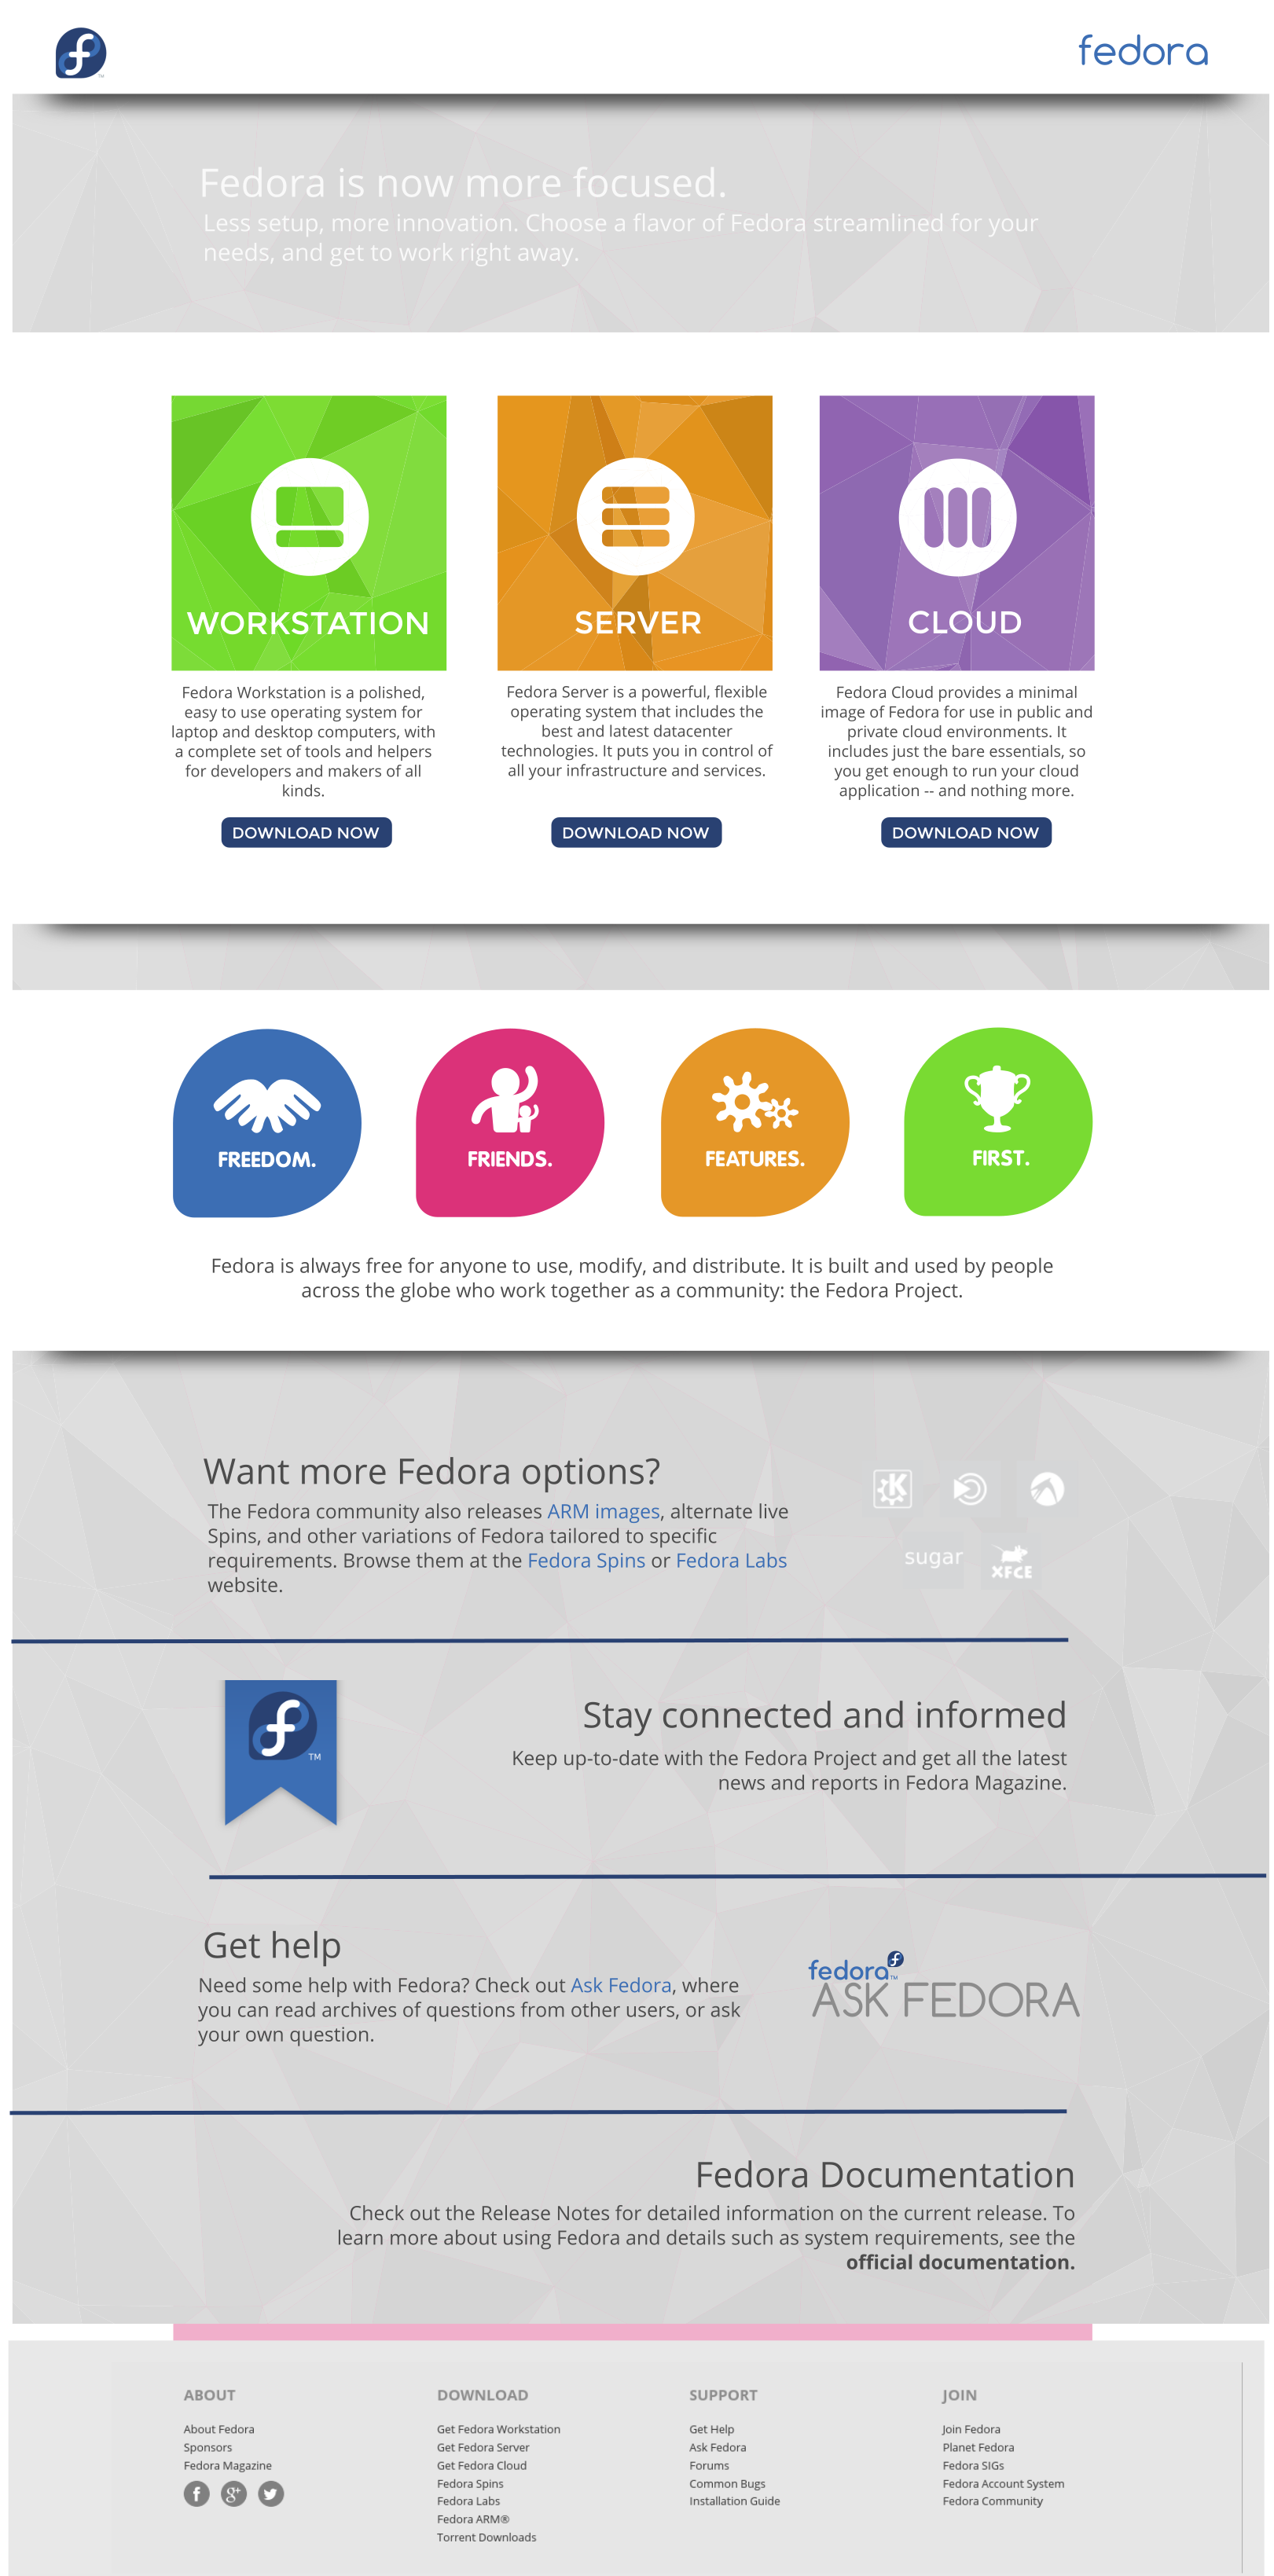 fedora
Fedora is now more focused.
Less setup, more innovation. Choose a flavor of Fedora streamlined for your
needs, and get to work right away.
WORKSTATION
Fedora Workstation is a polished,
easy to use operating system for
laptop and desktop computers, with
a complete set of tools and helpers
for developers and makers of all
kinds.
DOWNLOAD NOW
SERVER
Fedora Server is a powerful, flexible
operating system that includes the
best and latest datacenter
technologies. It puts you in control of
all your infrastructure and services.
DOWNLOAD NOW
CLOUD
Fedora Cloud provides a minimal
image of Fedora for use in public and
private cloud environments. It
includes just the bare essentials, so
you get enough to run your cloud
application -- and nothing more.
DOWNLOAD NOW
FREEDOM.
FRIENDS.
FEATURES.
FIRST.
Fedora is always free for anyone to use, modify, and distribute. It is built and used by people
across the globe who work together as a community: the Fedora Project.
Want more Fedora options?
The Fedora community also releases ARM images, alternate live
Spins, and other variations of Fedora tailored to specific
requirements. Browse them at the Fedora Spins or Fedora Labs
website.
sugar
XFCE
TM
Stay connected and informed
Keep up-to-date with the Fedora Project and get all the latest
news and reports in Fedora Magazine.
Get help
Need some help with Fedora? Check out Ask Fedora, where
you can read archives of questions from other users, or ask
your own question.
fedora TM
ASK FEDORA
Fedora Documentation
Check out the Release Notes for detailed information on the current release. To
learn more about using Fedora and details such as system requirements, see the
official documentation.
ABOUT
About Fedora
Sponsors
Fedora Magazine
DOWNLOAD
Get Fedora Workstation
Get Fedora Server
Get Fedora Cloud
Fedora Spins
Fedora Labs
Fedora ARM®
Torrent Downloads
SUPPORT
Get Help
Ask Fedora
Forums
Common Bugs
Installation Guide
JOIN
Join Fedora
Planet Fedora
Fedora SIGs
Fedora Account System
Fedora Community